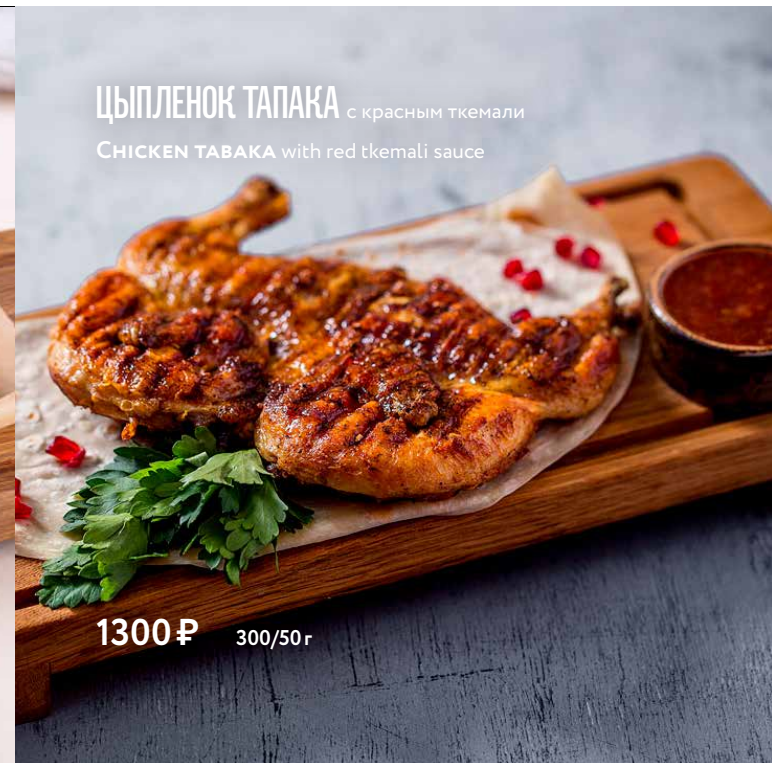 ЦЫПЛЕНОК ТАПАКА с красным ткемали
CHICKEN TABAKA with red tkemali sauce
1300 ₽ 300/50 г